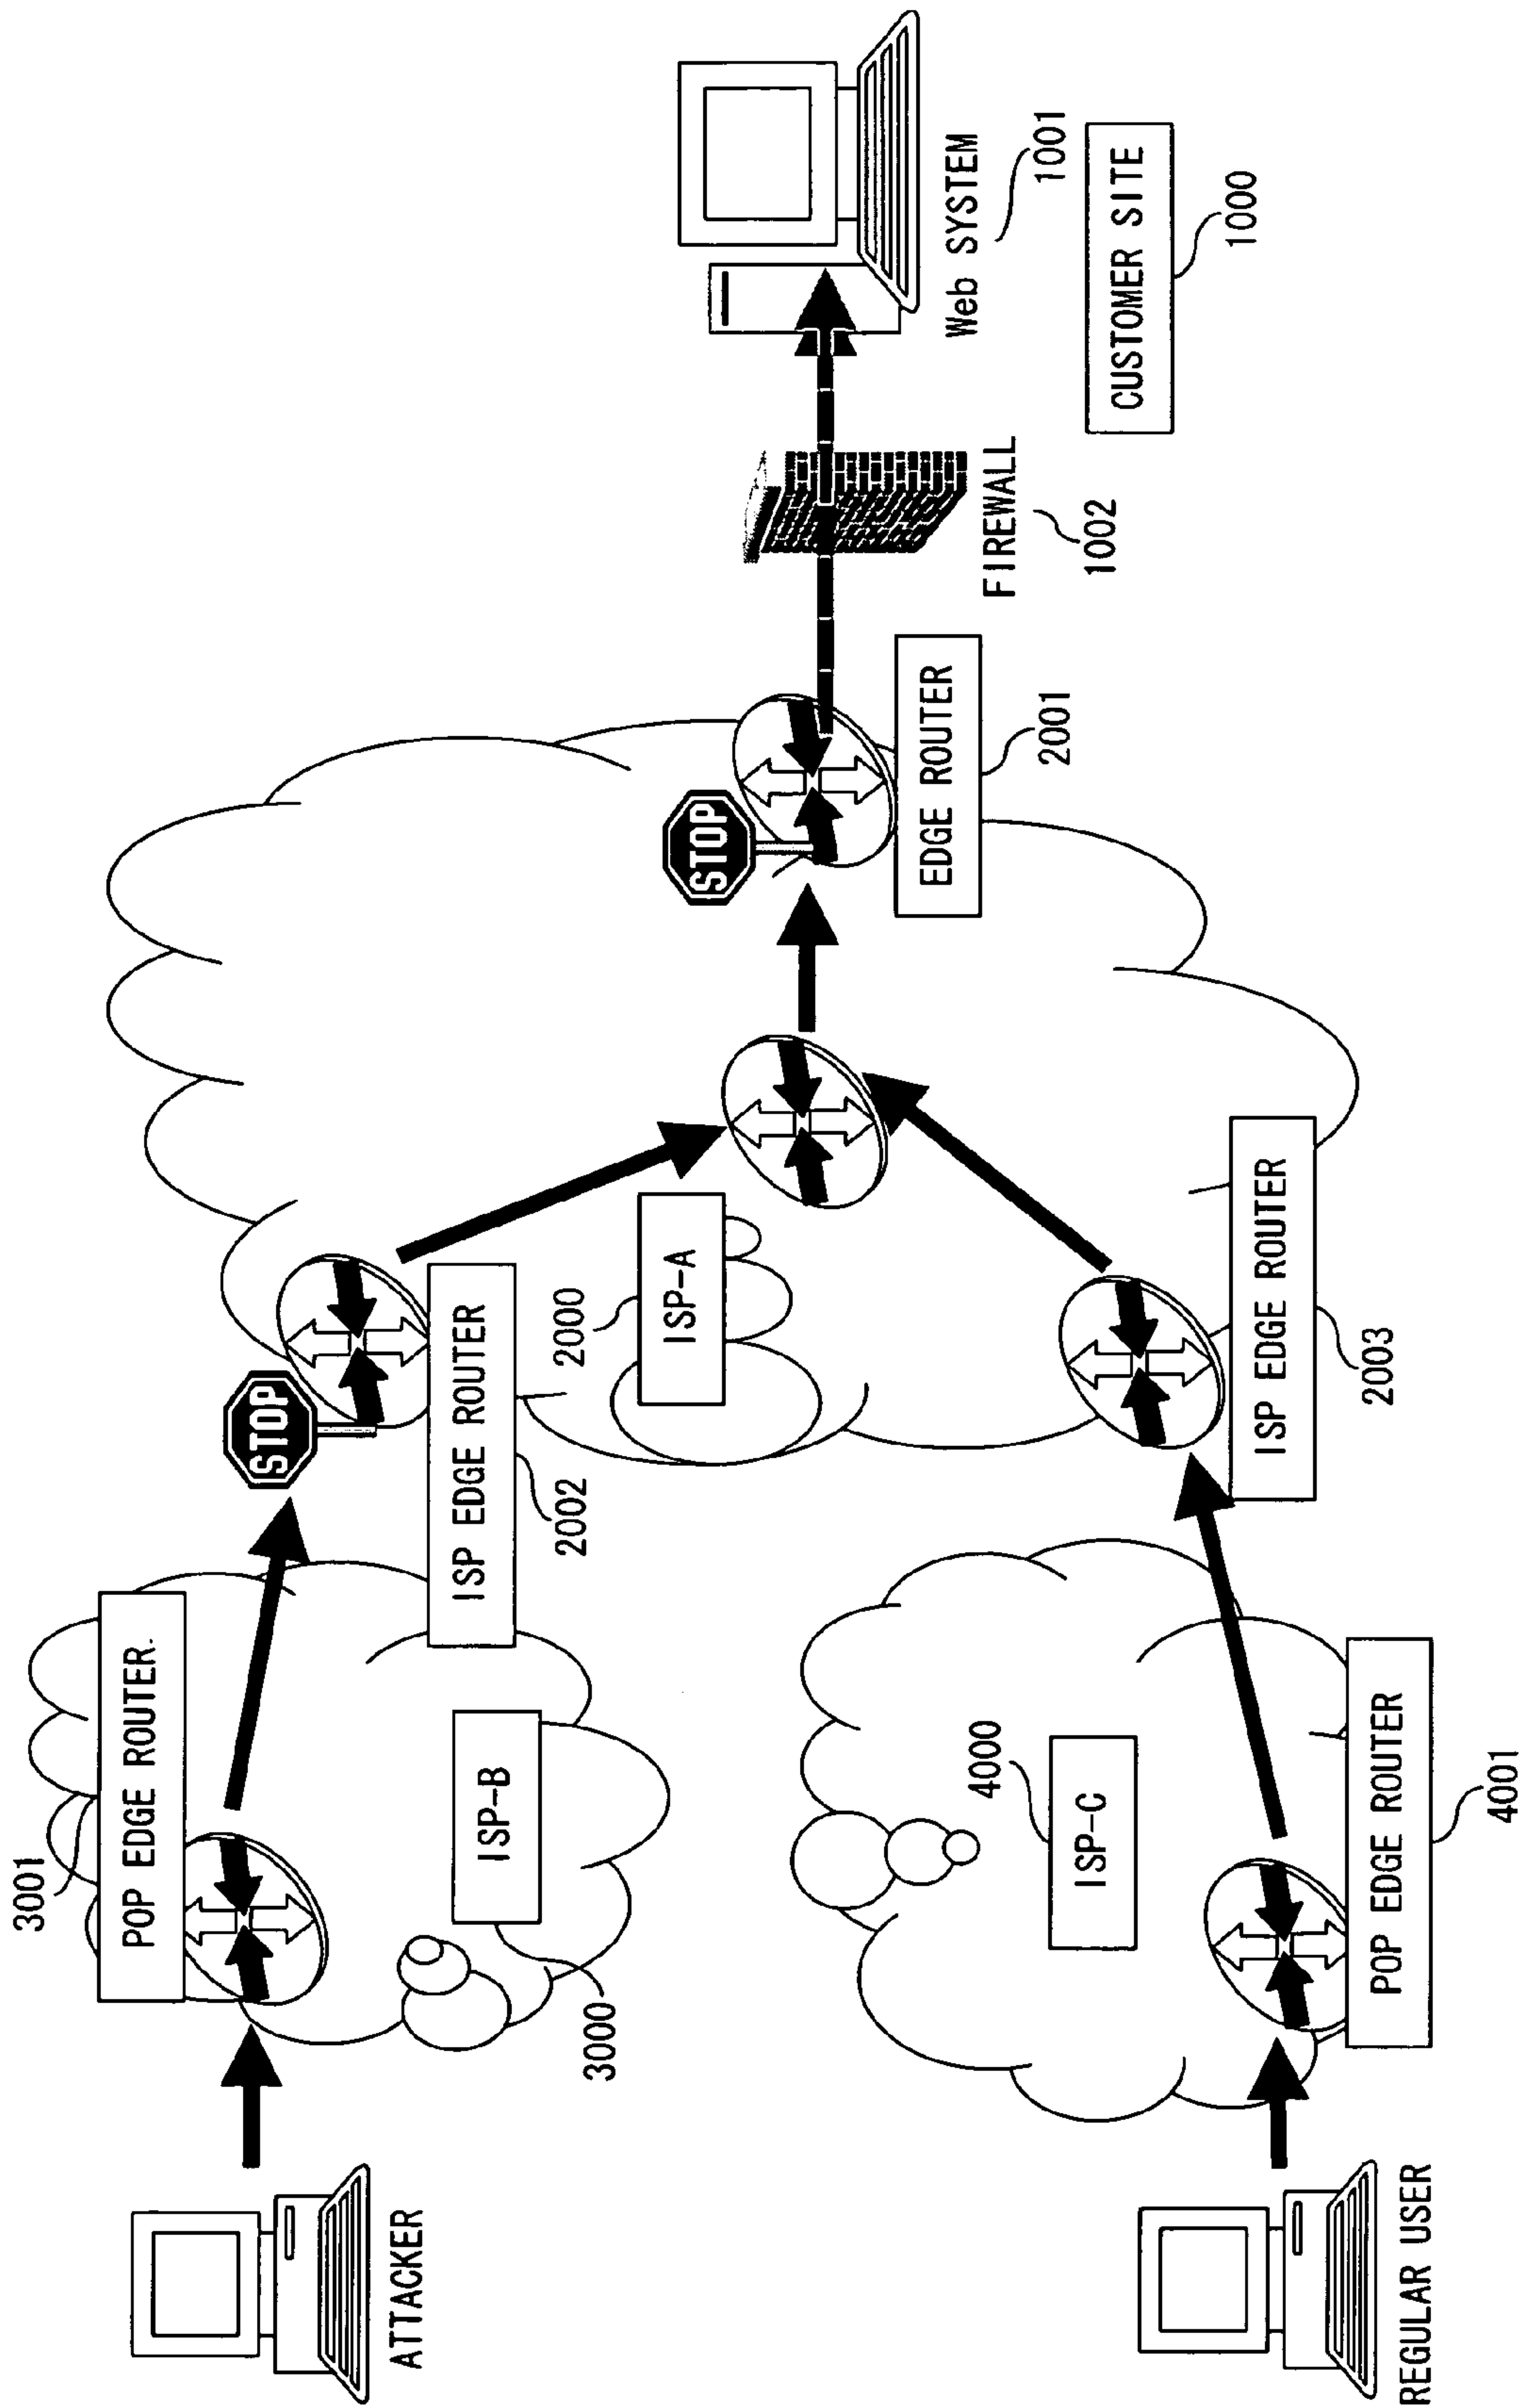 3001
POP EDGE ROUTER.
ATTACKER
STOP
ISP EDGE ROUTER
2002
ISP-B
3000
2000
ISP-A
STOP
EDGE ROUTER
2001
FIREWALL
1002
Web SYSTEM
1001
CUSTOMER SITE
1000
4000
ISP-C
ISP EDGE ROUTER
2003
POP EDGE ROUTER
4001
REGULAR USER